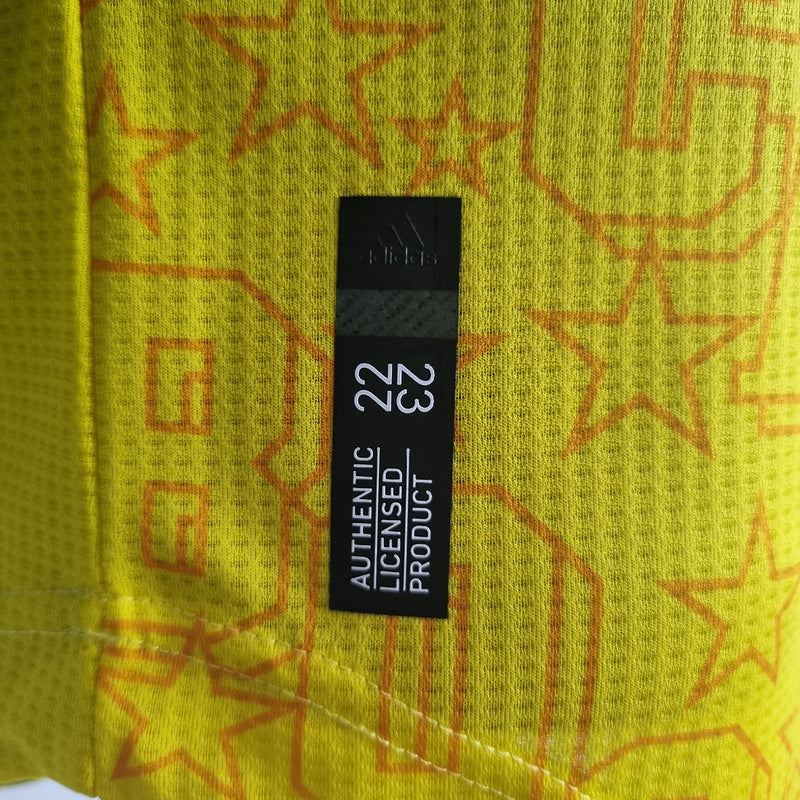 adidas
22
23
AUTHENTIC
LICENSED
PRODUCT